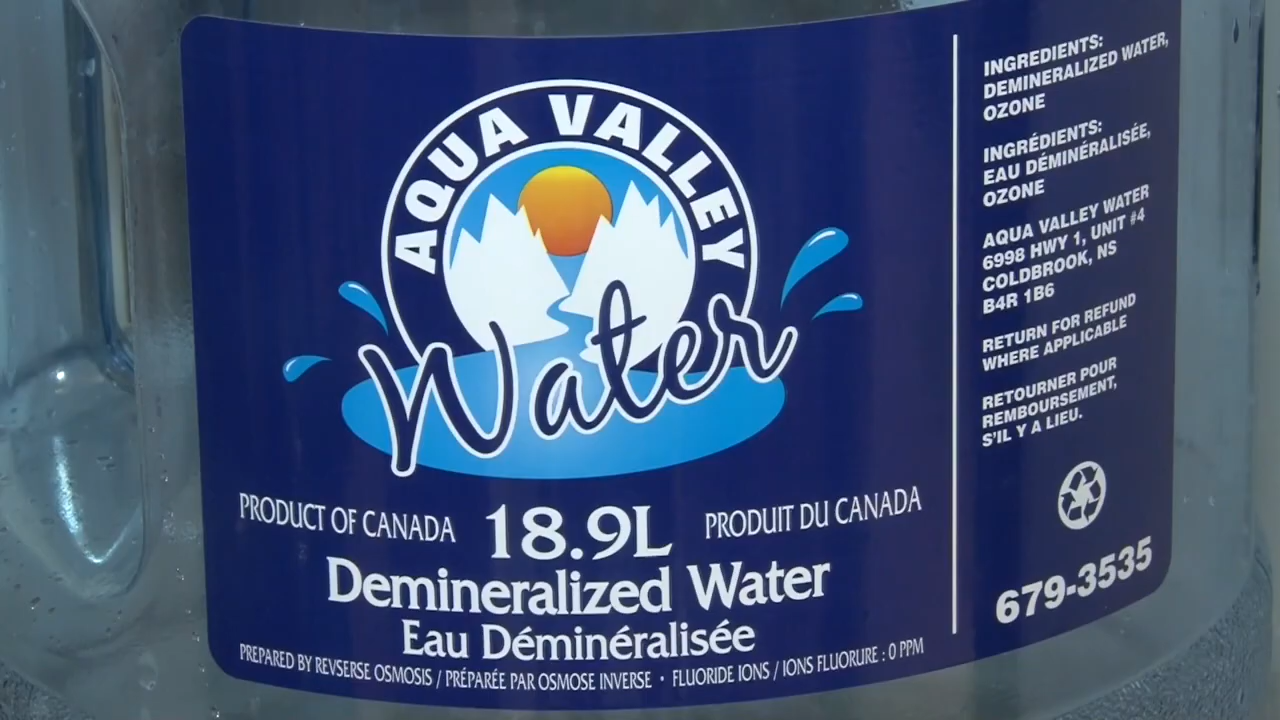 AQUA VALLEY
Water
PRODUCT OF CANADA 18.9L PRODUIT DU CANADA
Demineralized Water
Eau Déminéralisée
PREPARED BY REVSERSE OSMOSIS / PRÉPARÉE PAR OSMOSE INVERSE • FLUORIDE IONS / IONS FLUORURE : 0 PPM
INGREDIENTS:
DEMINERALIZED WATER,
OZONE
INGRÉDIENTS:
EAU DÉMINÉRALISÉE,
OZONE
AQUA VALLEY WATER
6998 HWY 1, UNIT #4
COLDBROOK, NS
B4R 1B6
RETURN FOR REFUND
WHERE APPLICABLE
RETOURNER POUR
REMBOURSEMENT,
S'IL Y A LIEU.
679-3535